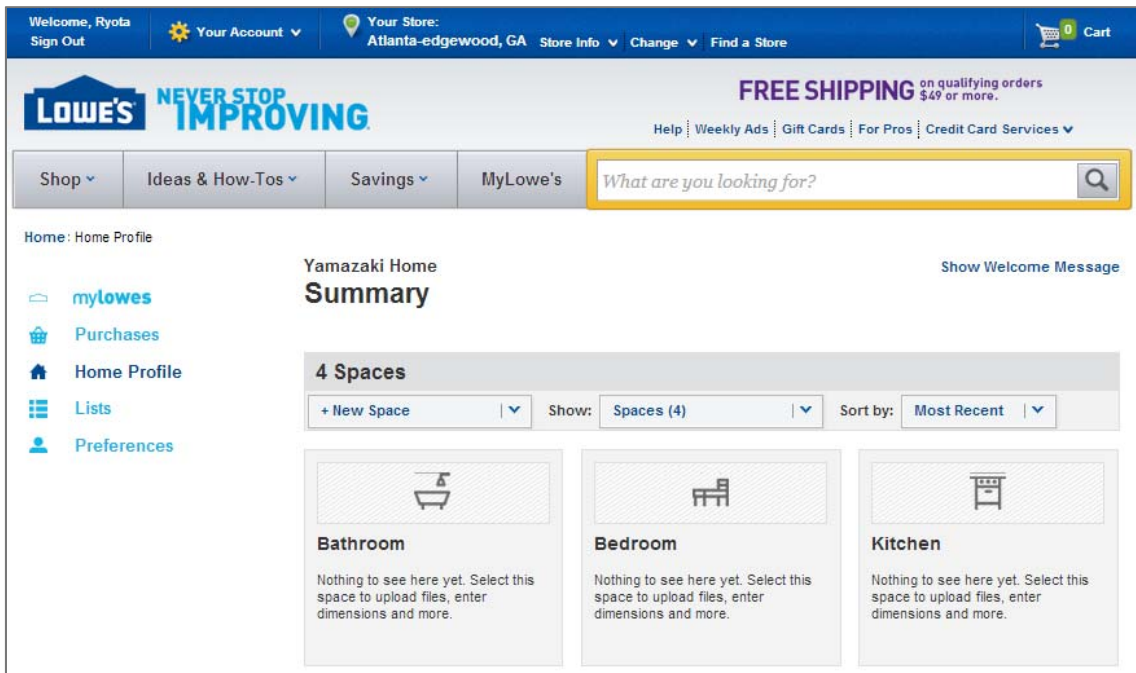 Welcome, Ryota
Sign Out
Your Account
Your Store:
Atlanta-edgewood, GA Store Info Change Find a Store
0 Cart
LOWE'S
NEVER STOP
IMPROVING
FREE SHIPPING on qualifying orders
$49 or more.
Help Weekly Ads Gift Cards For Pros Credit Card Services
Shop Ideas & How-Tos Savings MyLowe's What are you looking for?
Home: Home Profile
Yamazaki Home
Show Welcome Message
Summary
mylowes
Purchases
Home Profile
Lists
Preferences
4 Spaces
+ New Space Show: Spaces (4) Sort by: Most Recent
Bathroom
Nothing to see here yet. Select this
space to upload files, enter
dimensions and more.
Bedroom
Nothing to see here yet. Select this
space to upload files, enter
dimensions and more.
Kitchen
Nothing to see here yet. Select this
space to upload files, enter
dimensions and more.